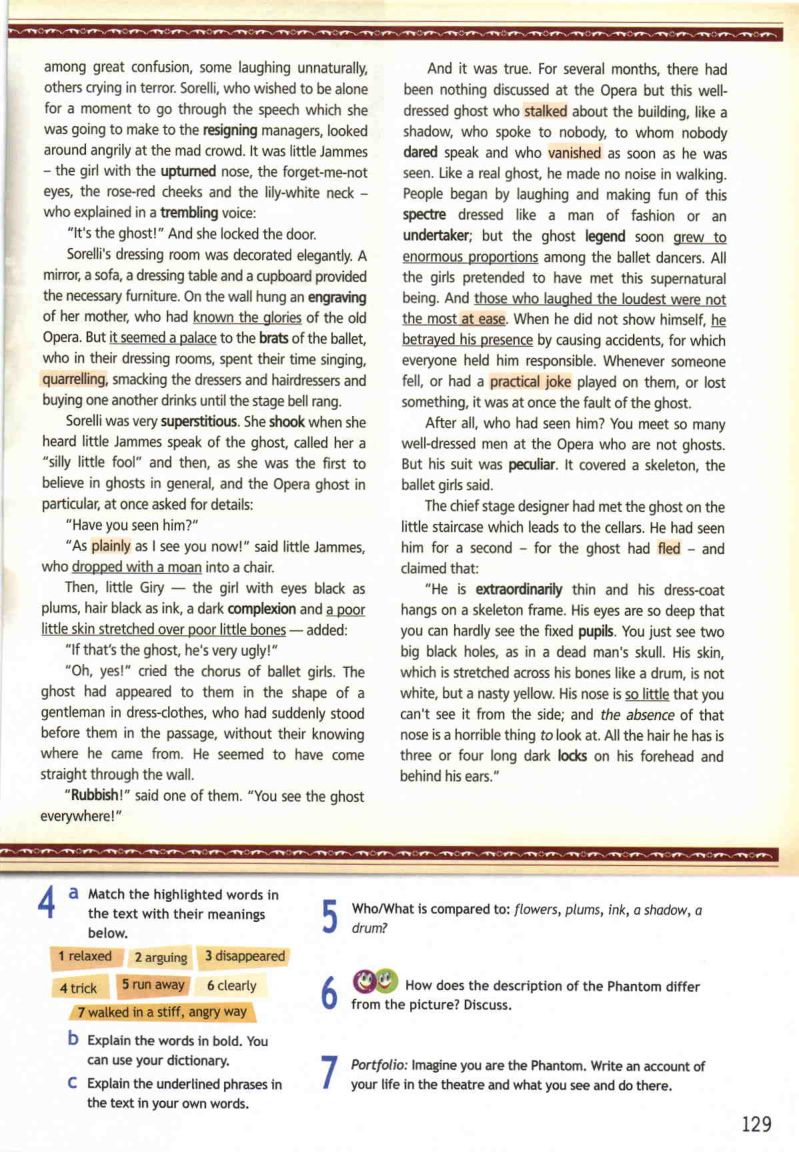 among great confusion, some laughing unnaturally,
others crying in terror. Sorelli, who wished to be alone
for a moment to go through the speech which she
was going to make to the resigning managers, looked
around angrily at the mad crowd. It was little Jammes
– the girl with the upturned nose, the forget-me-not
eyes, the rose-red cheeks and the lily-white neck –
who explained in a trembling voice:
"It's the ghost!" And she locked the door.
Sorelli's dressing room was decorated elegantly. A
mirror, a sofa, a dressing table and a cupboard provided
the necessary furniture. On the wall hung an engraving
of her mother, who had known the glories of the old
Opera. But it seemed a palace to the brats of the ballet,
who in their dressing rooms, spent their time singing,
quarrelling, smacking the dressers and hairdressers and
buying one another drinks until the stage bell rang.
Sorelli was very superstitious. She shook when she
heard little Jammes speak of the ghost, called her a
"silly little fool" and then, as she was the first to
believe in ghosts in general, and the Opera ghost in
particular, at once asked for details:
"Have you seen him?"
"As plainly as I see you now!" said little Jammes,
who dropped with a moan into a chair.
Then, little Giry — the girl with eyes black as
plums, hair black as ink, a dark complexion and a poor
little skin stretched over poor little bones — added:
"If that's the ghost, he's very ugly!"
"Oh, yes!" cried the chorus of ballet girls. The
ghost had appeared to them in the shape of a
gentleman in dress-clothes, who had suddenly stood
before them in the passage, without their knowing
where he came from. He seemed to have come
straight through the wall.
"Rubbish!" said one of them. "You see the ghost
everywhere!"
And it was true. For several months, there had
been nothing discussed at the Opera but this well-
dressed ghost who stalked about the building, like a
shadow, who spoke to nobody, to whom nobody
dared speak and who vanished as soon as he was
seen. Like a real ghost, he made no noise in walking.
People began by laughing and making fun of this
spectre dressed like a man of fashion or an
undertaker; but the ghost legend soon grew to
enormous proportions among the ballet dancers. All
the girls pretended to have met this supernatural
being. And those who laughed the loudest were not
the most at ease. When he did not show himself, he
betrayed his presence by causing accidents, for which
everyone held him responsible. Whenever someone
fell, or had a practical joke played on them, or lost
something, it was at once the fault of the ghost.
After all, who had seen him? You meet so many
well-dressed men at the Opera who are not ghosts.
But his suit was peculiar. It covered a skeleton, the
ballet girls said.
The chief stage designer had met the ghost on the
little staircase which leads to the cellars. He had seen
him for a second – for the ghost had fled – and
claimed that:
"He is extraordinarily thin and his dress-coat
hangs on a skeleton frame. His eyes are so deep that
you can hardly see the fixed pupils. You just see two
big black holes, as in a dead man's skull. His skin,
which is stretched across his bones like a drum, is not
white, but a nasty yellow. His nose is so little that you
can't see it from the side; and the absence of that
nose is a horrible thing to look at. All the hair he has is
three or four long dark locks on his forehead and
behind his ears."
4 a Match the highlighted words in
the text with their meanings
below.
1 relaxed 2 arguing 3 disappeared
4 trick 5 run away 6 clearly
7 walked in a stiff, angry way
b Explain the words in bold. You
can use your dictionary.
c Explain the underlined phrases in
the text in your own words.
5 Who/What is compared to: flowers, plums, ink, a shadow, a
drum?
6 How does the description of the Phantom differ
from the picture? Discuss.
7 Portfolio: Imagine you are the Phantom. Write an account of
your life in the theatre and what you see and do there.
129